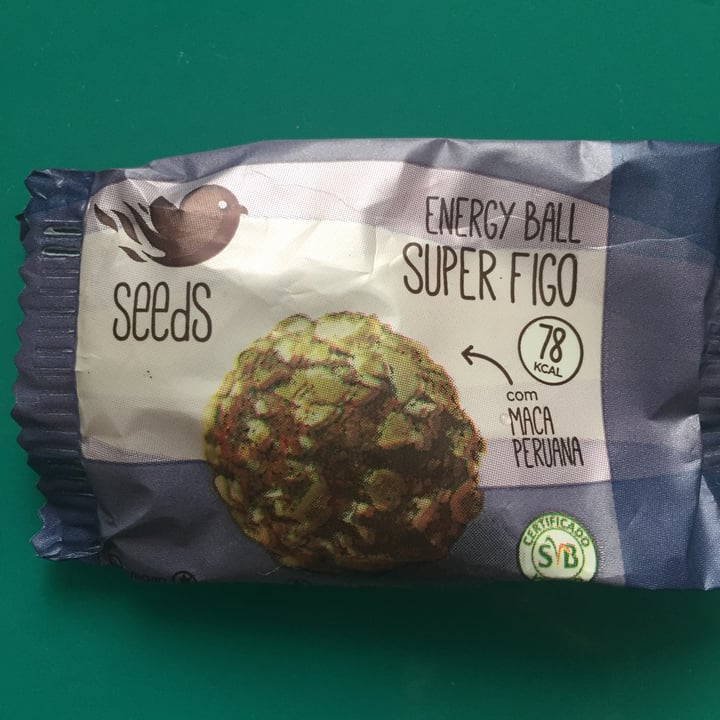 seeds
ENERGY BALL
SUPER FIGO
78
KCAL
com
MACA
PERUANA
CERTIFICADO
SVB